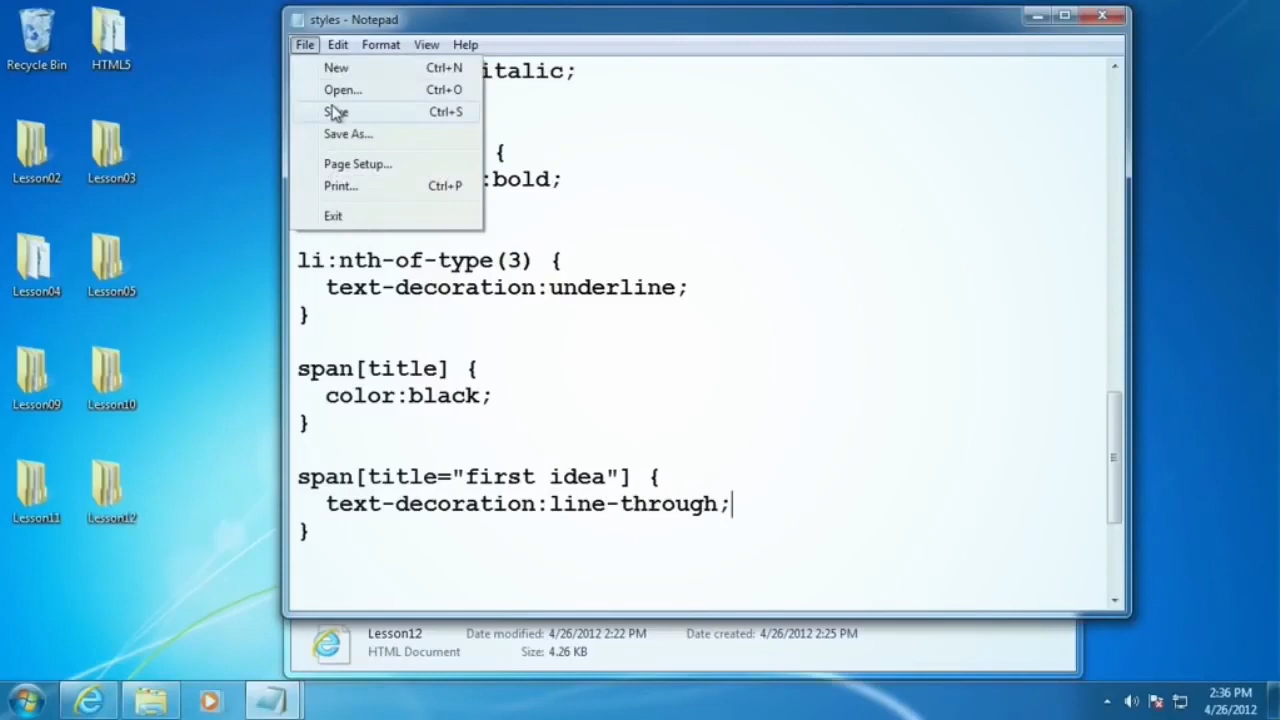 styles - Notepad
Recycle Bin
HTML5
File Edit Format View Help
New Ctrl+N
italic;
Open... Ctrl+O
Save Ctrl+S
Save As...
{
Page Setup...
:bold;
Print... Ctrl+P
Exit
Lesson02
Lesson03
li:nth-of-type(3) {
text-decoration:underline;
}
Lesson04
Lesson05
span[title] {
color:black;
}
Lesson09
Lesson10
span[title="first idea"] {
text-decoration:line-through;
}
Lesson11
Lesson12
Lesson12 Date modified: 4/26/2012 2:22 PM Date created: 4/26/2012 2:25 PM
HTML Document Size: 4.26 KB
2:36 PM
4/26/2012